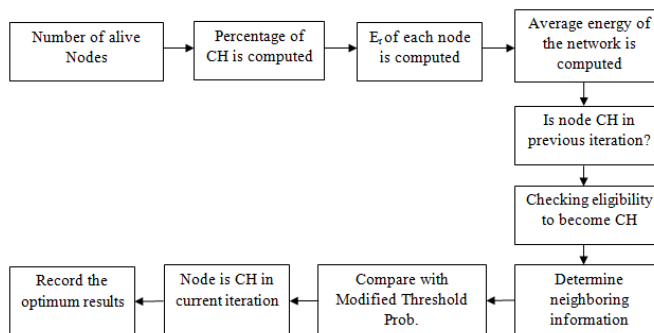 Number of alive
Nodes
Percentage of
CH is computed
Er of each node
is computed
Average energy of
the network is
computed
Is node CH in
previous iteration?
Checking eligibility
to become CH
Determine
neighboring
information
Compare with
Modified Threshold
Prob.
Node is CH in
current iteration
Record the
optimum results